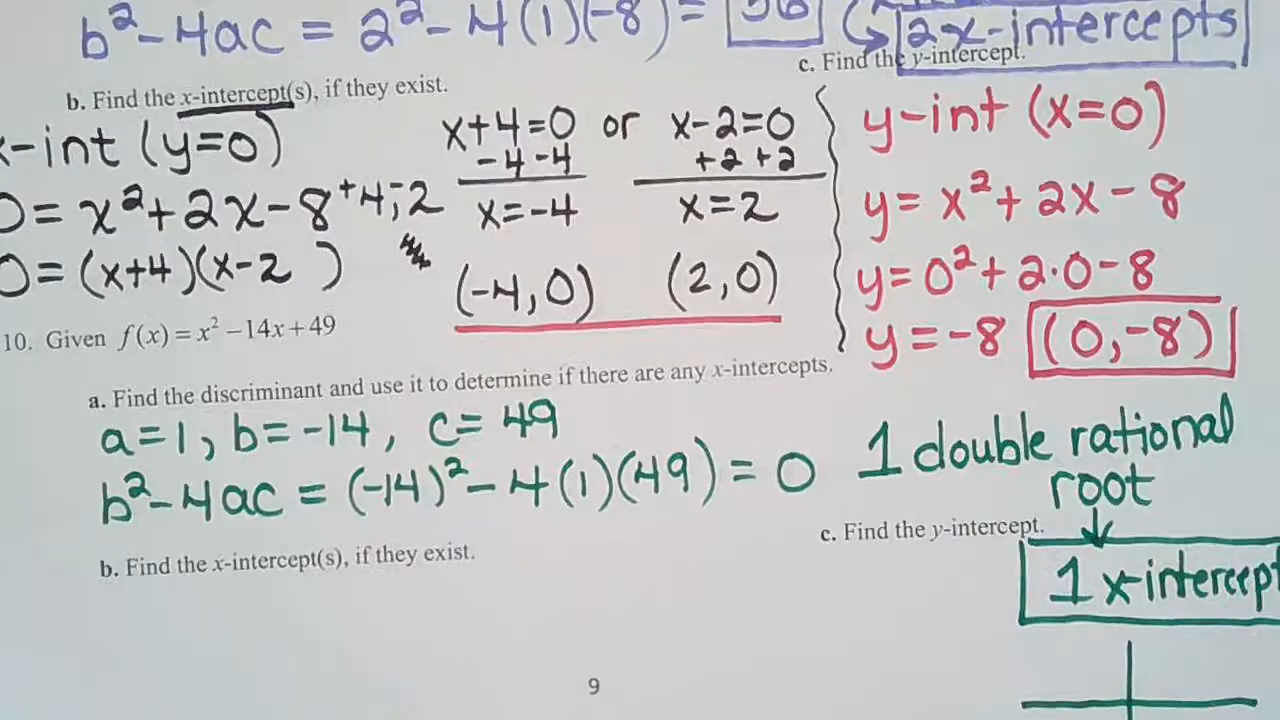 b² - 4ac = 2² - 4(1)(-8) = 36
2 x-intercepts
b. Find the x-intercept(s), if they exist.
x-int (y=0)
0 = x² + 2x - 8 +4, -2
0 = (x+4)(x-2 )
x+4=0 or x-2=0
-4 -4 +2 +2
x=-4 x=2
(-4,0) (2,0)
c. Find the y-intercept.
y-int (x=0)
y= x² + 2x - 8
y= 0² + 2·0 - 8
y = -8 (0,-8)
10. Given f(x) = x² - 14x + 49
a. Find the discriminant and use it to determine if there are any x-intercepts.
a=1, b=-14, c= 49
b² - 4ac = (-14)² - 4(1)(49) = 0
1 double rational
root
1 x-intercept
b. Find the x-intercept(s), if they exist.
c. Find the y-intercept.
9